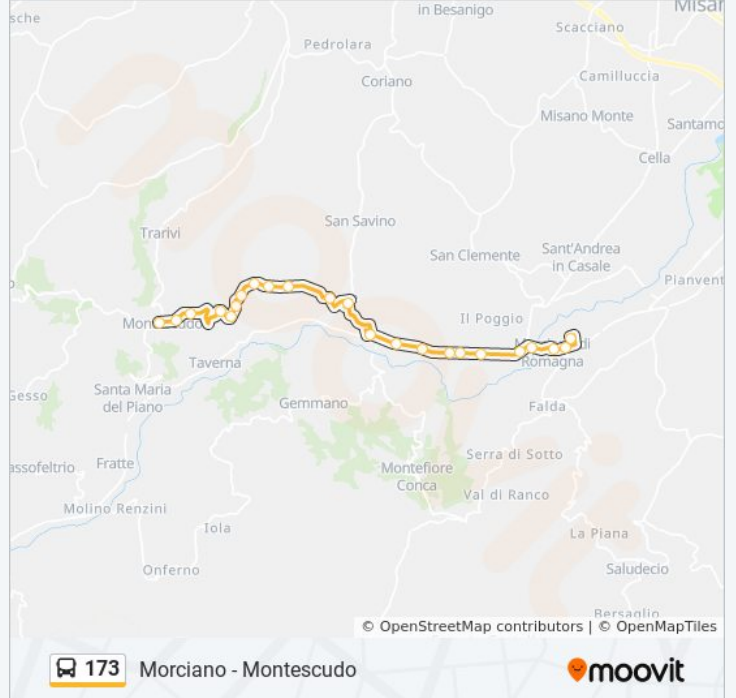 sche
in Besanigo
Misan
Pedrolara
Scacciano
Coriano
Camilluccia
Misano Monte
Santamo
Cella
San Savino
Trarivi
San Clemente
Sant'Andrea
in Casale
Pianvent
Il Poggio
Romagna
Taverna
Santa Maria
del Piano
Gesso
Gemmano
Falda
assofeltrio
Fratte
Montefiore
Conca
Serra di Sotto
Val di Ranco
Molino Renzini
Iola
La Piana
Onferno
Saludecio
Bersaglio
© OpenStreetMap contributors | © OpenMapTiles
173 Morciano - Montescudo
moovit